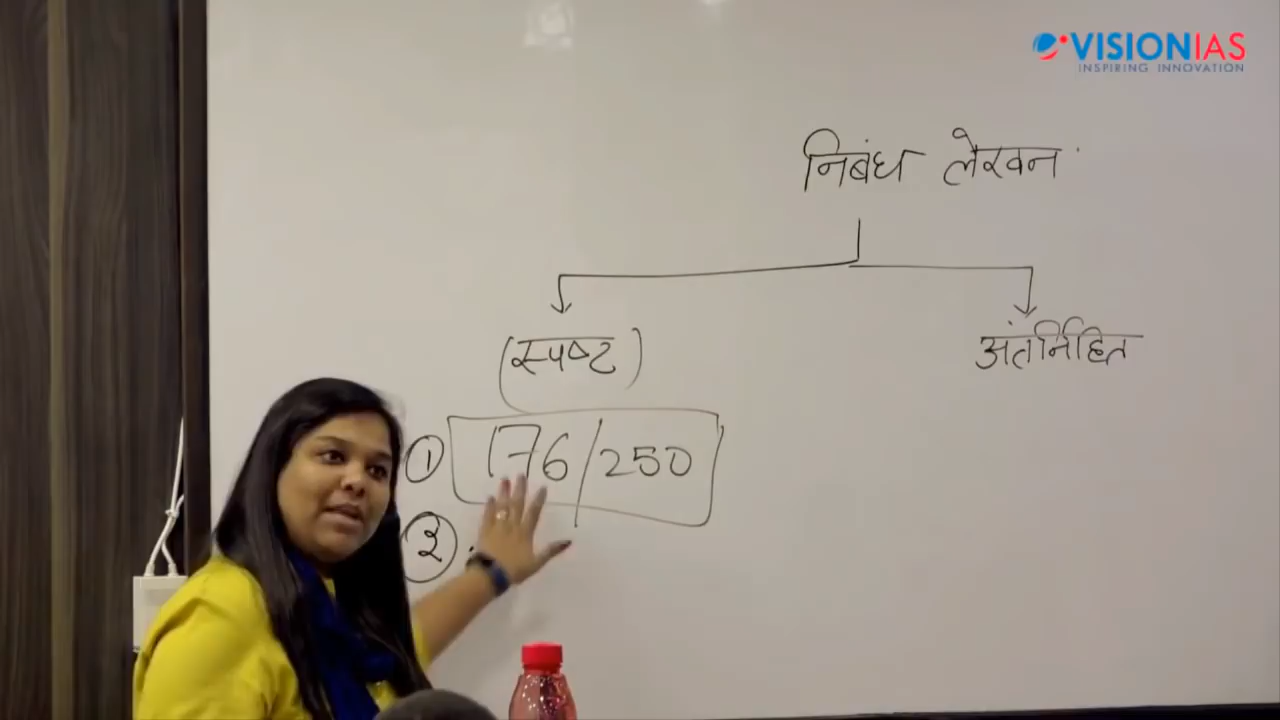 VISIONIAS
INSPIRING INNOVATION
निबंध लेखन
(स्पष्ट)
अंतर्निहित
① 176/250
②